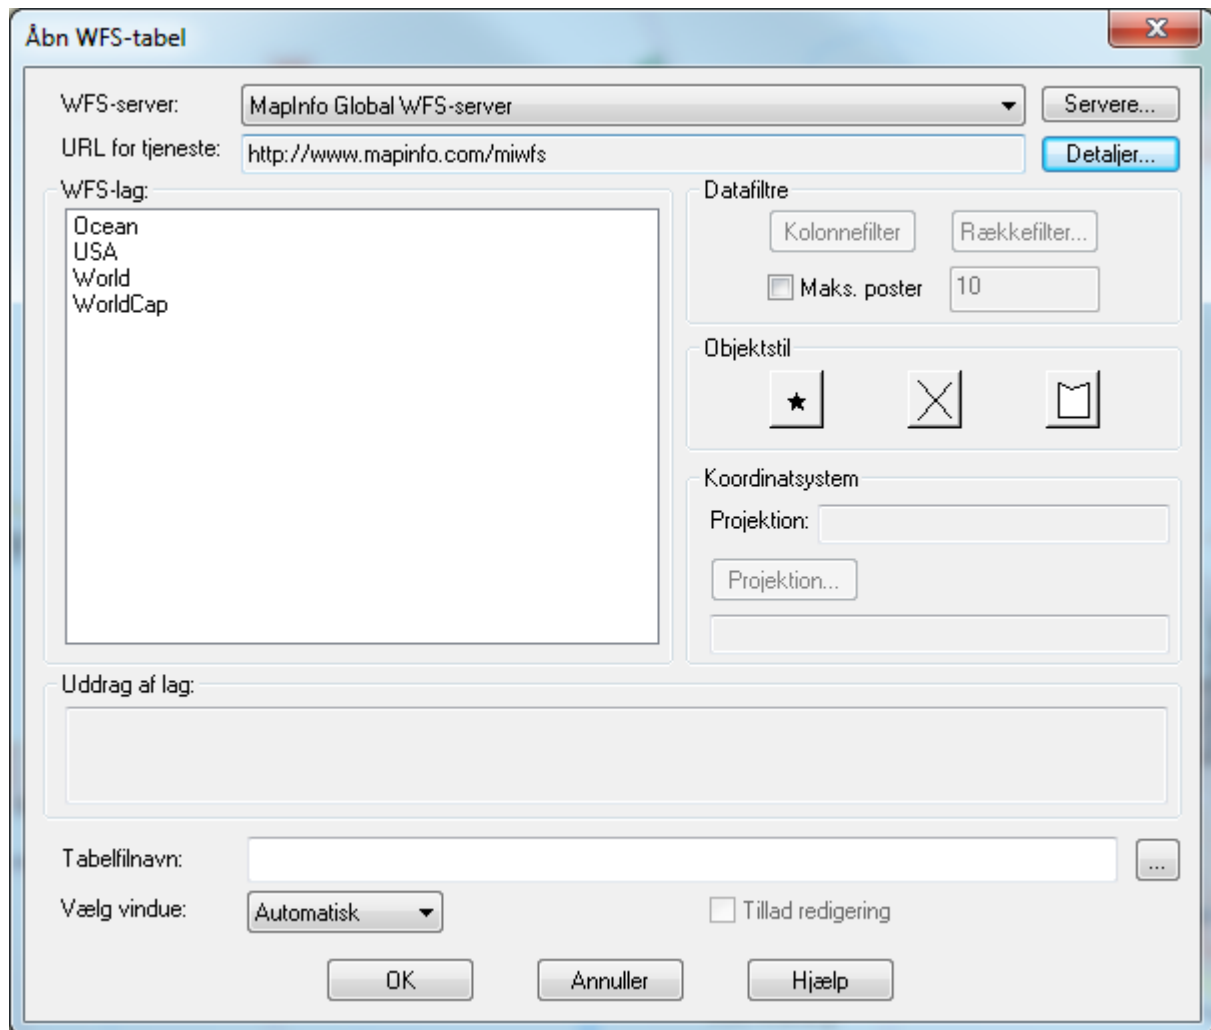 Åbn WFS-tabel
WFS-server: MapInfo Global WFS-server Servere...
URL for tjeneste: http://www.mapinfo.com/miwfs Detaljer...
WFS-lag:
Ocean
USA
World
WorldCap
Datafiltre
Kolonnefilter Rækkefilter...
Maks. poster 10
Objektstil
Koordinatsystem
Projektion:
Projektion...
Uddrag af lag:
Tabelfilnavn: ...
Vælg vindue: Automatisk Tillad redigering
OK Annuller Hjælp